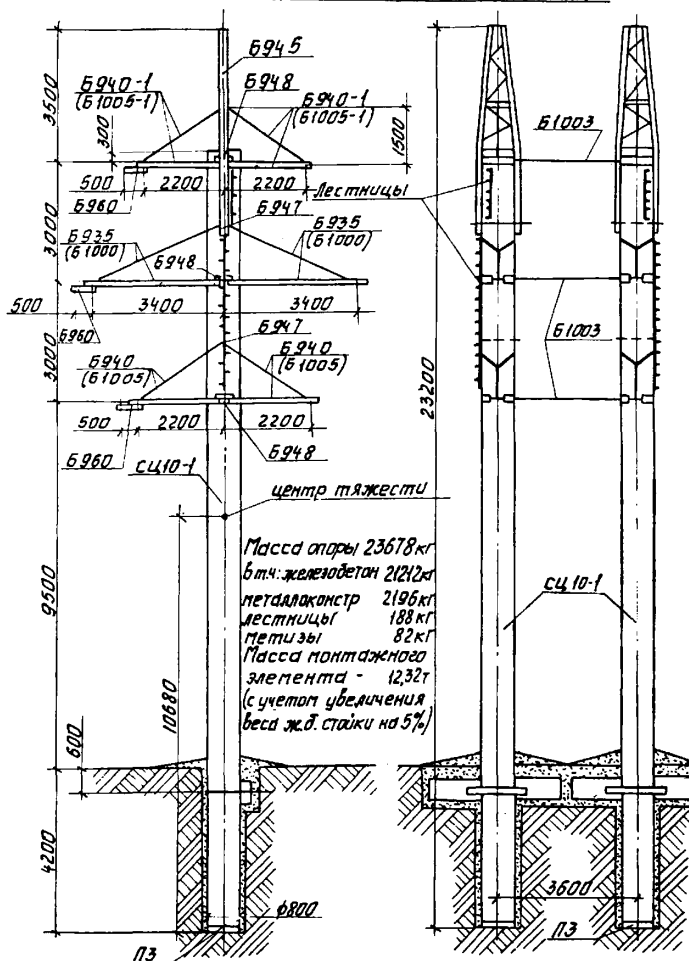 Б945
Б940-1
(Б1005-1)
Б948
Б940-1
(Б1005-1)
3500
300
1500
500
2200
2200
Б960
Б947
Б935
(Б1000)
Б935
(Б1000)
3000
Б948
500
3400
3400
Б960
Б947
Б940
(Б1005)
Б940
(Б1005)
3000
500
2200
2200
Б960
Б948
СЦ10-1
центр тяжести
Масса опоры 23678кг
в т.ч: железобетон 21212кг
металлоконстр 2196кг
лестницы 188кг
метизы 82кг
Масса монтажного
элемента - 12,32т
(с учетом увеличения
веса ж.б. стойки на 5%)
9500
10680
600
4200
ф800
П3
Б1003
Лестницы
Б1003
23200
СЦ10-1
3600
П3